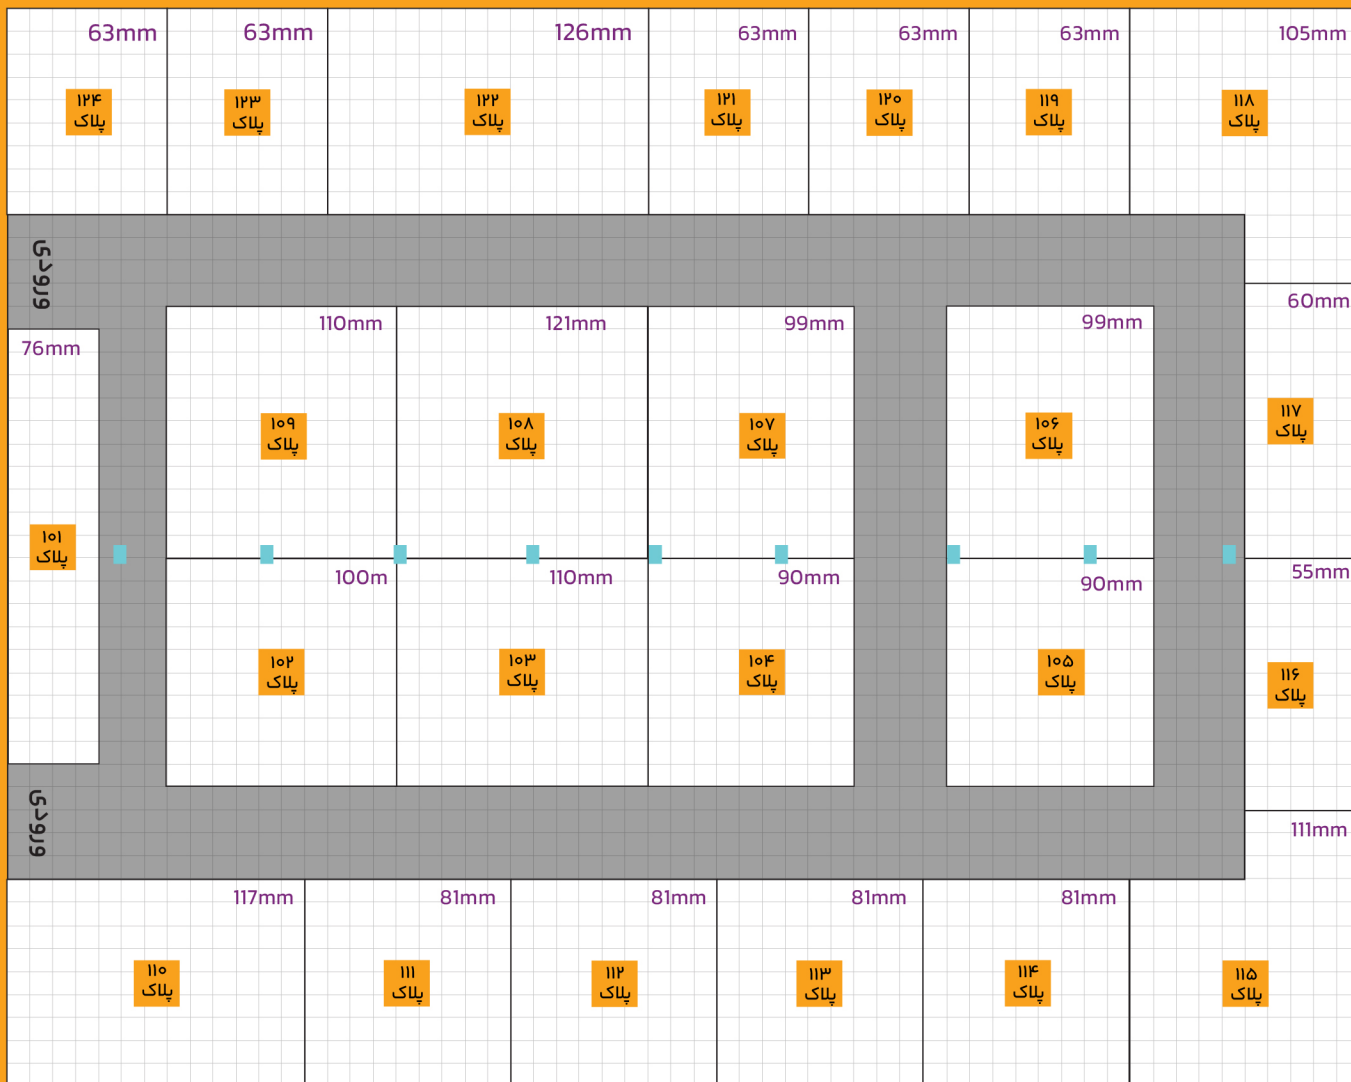 63mm
63mm
126mm
63mm
63mm
63mm
105mm
۱۲۴
پلاک
۱۲۳
پلاک
۱۲۲
پلاک
۱۲۱
پلاک
۱۲۰
پلاک
۱۱۹
پلاک
۱۱۸
پلاک
ورودی
60mm
76mm
110mm
121mm
99mm
99mm
۱۰۹
پلاک
۱۰۸
پلاک
۱۰۷
پلاک
۱۰۶
پلاک
۱۱۷
پلاک
۱۰۱
پلاک
100m
110mm
90mm
90mm
55mm
۱۰۲
پلاک
۱۰۳
پلاک
۱۰۴
پلاک
۱۰۵
پلاک
۱۱۶
پلاک
ورودی
111mm
117mm
81mm
81mm
81mm
81mm
۱۱۰
پلاک
۱۱۱
پلاک
۱۱۲
پلاک
۱۱۳
پلاک
۱۱۴
پلاک
۱۱۵
پلاک